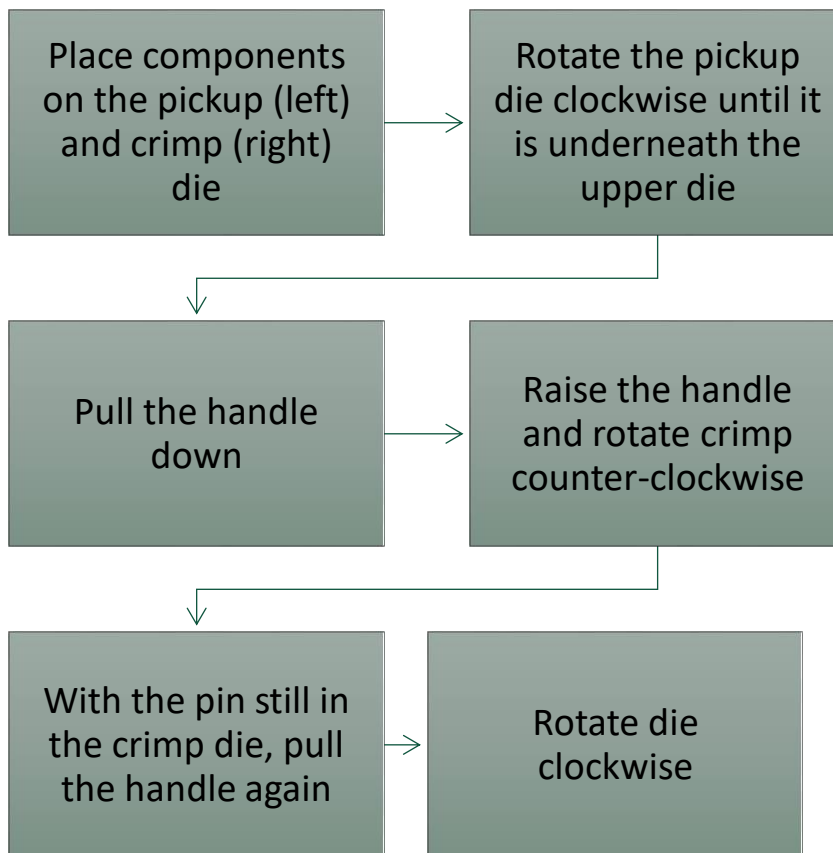 Place components
on the pickup (left)
and crimp (right)
die
Rotate the pickup
die clockwise until it
is underneath the
upper die
Pull the handle
down
Raise the handle
and rotate crimp
counter-clockwise
With the pin still in
the crimp die, pull
the handle again
Rotate die
clockwise